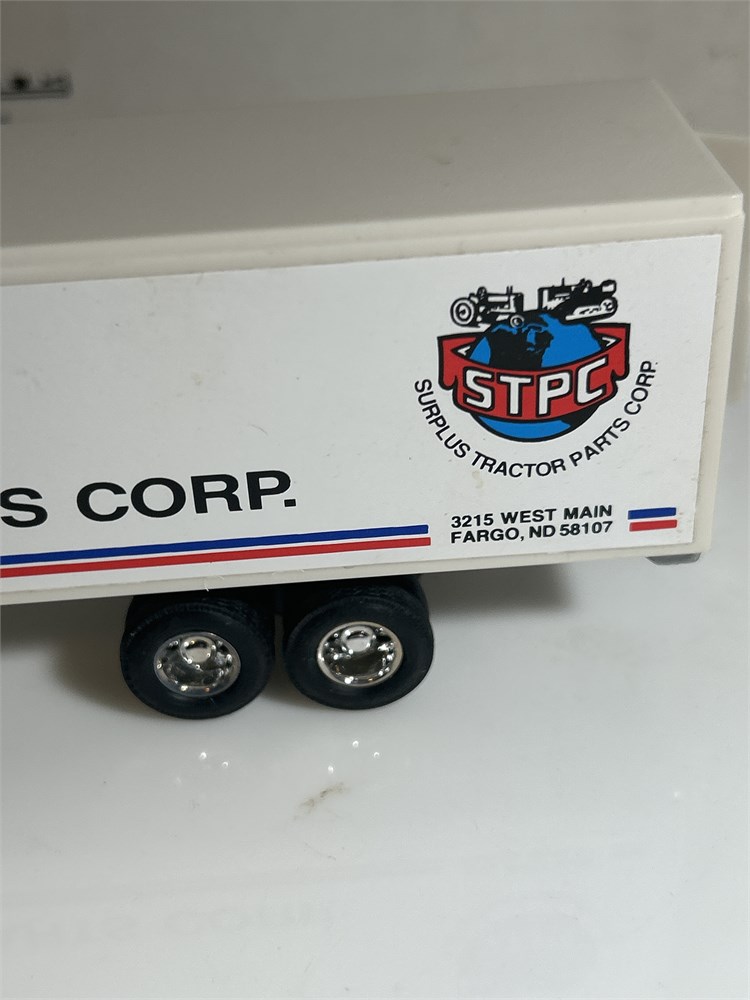 STPC
SURPLUS TRACTOR PARTS CORP.
S CORP.
3215 WEST MAIN
FARGO, ND 58107